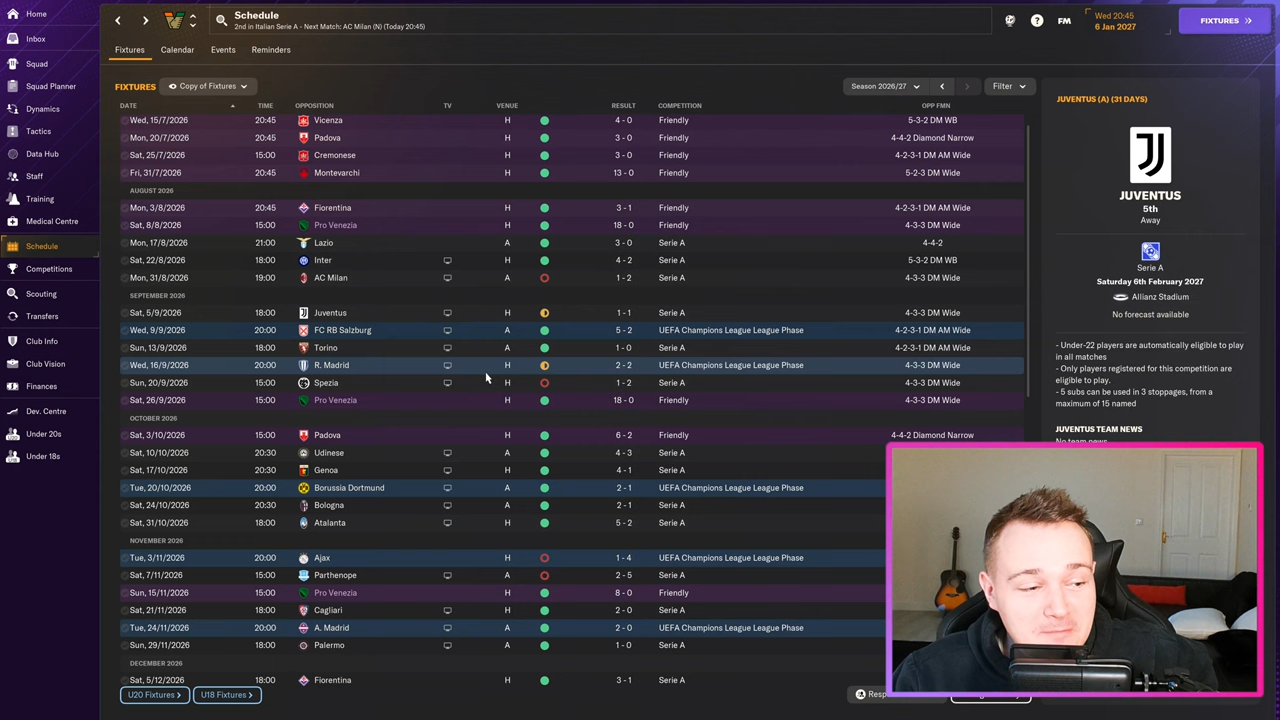 Home
Schedule
2nd in Italian Serie A - Next Match: AC Milan (N) (Today 20:45)
FM
Wed 20:45
6 Jan 2027
FIXTURES
Inbox
Squad
Squad Planner
Dynamics
Tactics
Data Hub
Staff
Training
Medical Centre
Schedule
Competitions
Scouting
Transfers
Club Info
Club Vision
Finances
Dev. Centre
Under 20s
Under 18s
Fixtures Calendar Events Reminders
FIXTURES Copy of Fixtures Season 2026/27 Filter
DATE TIME OPPOSITION TV VENUE RESULT COMPETITION OPP FMN
Wed, 15/7/2026 20:45 Vicenza H 4 - 0 Friendly 5-3-2 DM WB
Mon, 20/7/2026 20:45 Padova H 3 - 0 Friendly 4-4-2 Diamond Narrow
Sat, 25/7/2026 15:00 Cremonese H 3 - 0 Friendly 4-2-3-1 DM AM Wide
Fri, 31/7/2026 20:45 Montevarchi H 13 - 0 Friendly 5-2-3 DM Wide
AUGUST 2026
Mon, 3/8/2026 20:45 Fiorentina H 3 - 1 Friendly 4-2-3-1 DM AM Wide
Sat, 8/8/2026 15:00 Pro Venezia H 18 - 0 Friendly 4-3-3 DM Wide
Mon, 17/8/2026 21:00 Lazio A 3 - 0 Serie A 4-4-2
Sat, 22/8/2026 18:00 Inter H 4 - 2 Serie A 5-3-2 DM WB
Mon, 31/8/2026 19:00 AC Milan A 1 - 2 Serie A 4-3-3 DM Wide
SEPTEMBER 2026
Sat, 5/9/2026 18:00 Juventus H 1 - 1 Serie A 4-3-3 DM Wide
Wed, 9/9/2026 20:00 FC RB Salzburg A 5 - 2 UEFA Champions League League Phase 4-2-3-1 DM AM Wide
Sun, 13/9/2026 18:00 Torino A 1 - 0 Serie A 4-2-3-1 DM AM Wide
Wed, 16/9/2026 20:00 R. Madrid H 2 - 2 UEFA Champions League League Phase 4-3-3 DM Wide
Sun, 20/9/2026 15:00 Spezia H 1 - 2 Serie A 4-3-3 DM Wide
Sat, 26/9/2026 15:00 Pro Venezia H 18 - 0 Friendly 4-3-3 DM Wide
OCTOBER 2026
Sat, 3/10/2026 15:00 Padova H 6 - 2 Friendly 4-4-2 Diamond Narrow
Sat, 10/10/2026 20:30 Udinese A 4 - 3 Serie A
Sat, 17/10/2026 20:30 Genoa H 4 - 1 Serie A
Tue, 20/10/2026 20:00 Borussia Dortmund A 2 - 1 UEFA Champions League League Phase
Sat, 24/10/2026 20:30 Bologna A 2 - 1 Serie A
Sat, 31/10/2026 18:00 Atalanta H 5 - 2 Serie A
NOVEMBER 2026
Tue, 3/11/2026 20:00 Ajax H 1 - 4 UEFA Champions League League Phase
Sat, 7/11/2026 15:00 Parthenope A 2 - 5 Serie A
Sun, 15/11/2026 15:00 Pro Venezia H 8 - 0 Friendly
Sat, 21/11/2026 18:00 Cagliari H 2 - 0 Serie A
Tue, 24/11/2026 20:00 A. Madrid A 2 - 0 UEFA Champions League League Phase
Sun, 29/11/2026 18:00 Palermo A 1 - 0 Serie A
DECEMBER 2026
Sat, 5/12/2026 18:00 Fiorentina H 3 - 1 Serie A
U20 Fixtures U18 Fixtures
JUVENTUS (A) (31 DAYS)
JUVENTUS
5th
Away
Serie A
Saturday 6th February 2027
Allianz Stadium
No forecast available
- Under-22 players are automatically eligible to play
in all matches
- Only players registered for this competition are
eligible to play.
- 5 subs can be used in 3 stoppages, from a
maximum of 15 named
JUVENTUS TEAM NEWS